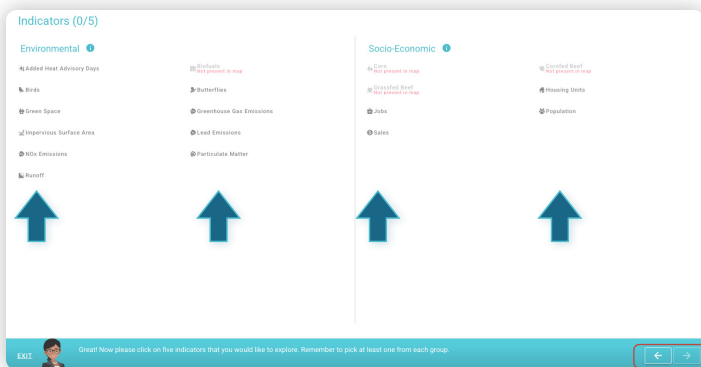 Indicators (0/5)
Environmental
Added Heat Advisory Days
Biofuels
Not present in map
Birds
Butterflies
Green Space
Greenhouse Gas Emissions
Impervious Surface Area
Lead Emissions
NOx Emissions
Particulate Matter
Runoff
Socio-Economic
Corn
Not present in map
Cornfed Beef
Not present in map
Grassfed Beef
Not present in map
Housing Units
Jobs
Population
Sales
EXIT
Great! Now please click on five indicators that you would like to explore. Remember to pick at least one from each group.